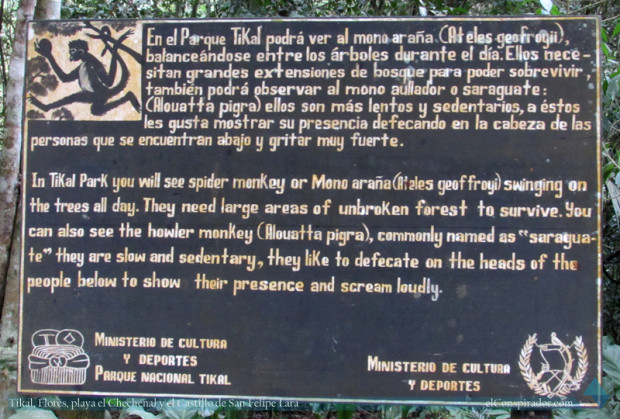 En el Parque Tikal podrá ver al mono araña (Ateles geofroyii),
balanceándose entre los árboles durante el día. Ellos nece-
sitan grandes extensiones de bosque para poder sobrevivir,
también podrá observar al mono aullador o saraguate:
(Alouatta pigra) ellos son más lentos y sedentarios, a éstos
les gusta mostrar su presencia defecando en la cabeza de las
personas que se encuentran abajo y gritar muy fuerte.
In Tikal Park you will see spider monkey or Mono araña (Ateles geoffroyi) swinging on
the trees all day. They need large areas of unbroken forest to survive. You
can also see the howler monkey (Alouatta pigra), commonly named as "saragua-
te" they are slow and sedentary, they like to defecate on the heads of the
people below to show their presence and scream loudly.
MINISTERIO DE CULTURA
Y DEPORTES
PARQUE NACIONAL TIKAL
MINISTERIO DE CULTURA
Y DEPORTES
Tikal, Flores, playa el Chechenal y el Castillo de San Felipe Lara
elConspirador.com